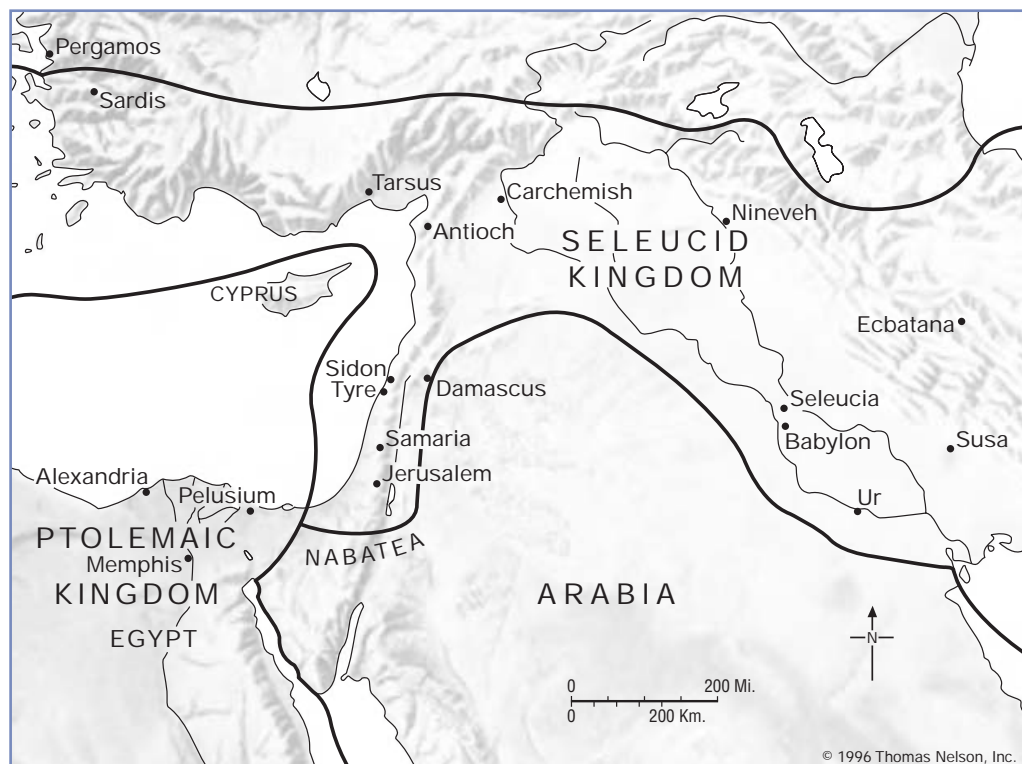 Pergamos
Sardis
Tarsus
Carchemish
Nineveh
Antioch
SELEUCID
KINGDOM
CYPRUS
Ecbatana
Sidon
Tyre
Damascus
Seleucia
Babylon
Susa
Samaria
Jerusalem
Alexandria
Pelusium
Ur
PTOLEMAIC
Memphis
KINGDOM
NABATEA
ARABIA
EGYPT
N
0 200 Mi.
0 200 Km.
© 1996 Thomas Nelson, Inc.